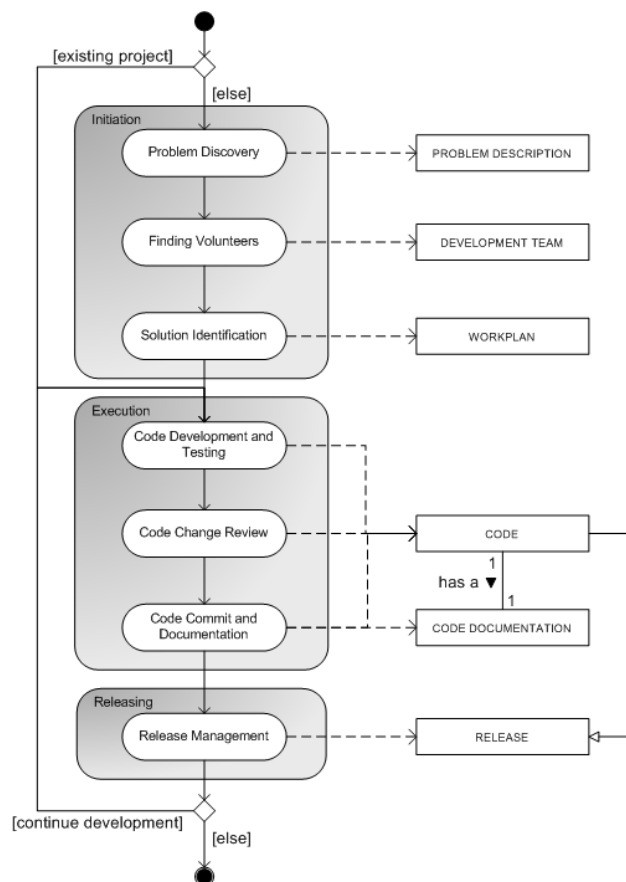 [existing project]
[else]
Initiation
Problem Discovery
PROBLEM DESCRIPTION
Finding Volunteers
DEVELOPMENT TEAM
Solution Identification
WORKPLAN
Execution
Code Development and
Testing
Code Change Review
CODE
1
has a ▼
1
Code Commit and
Documentation
CODE DOCUMENTATION
Releasing
Release Management
RELEASE
[continue development]
[else]